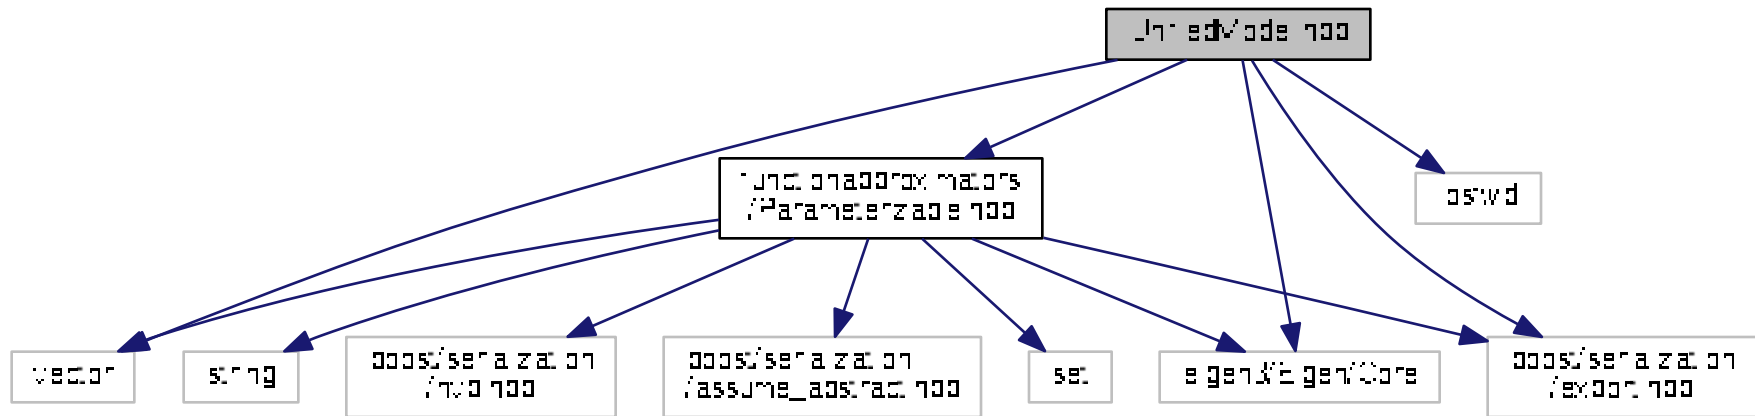 UnifiedModel.hpp
functionapproximators
/Parameterizable.hpp
iosfwd
vector
string
boost/serialization
/nvp.hpp
boost/serialization
/assume_abstract.hpp
set
eigen3/Eigen/Core
boost/serialization
/export.hpp